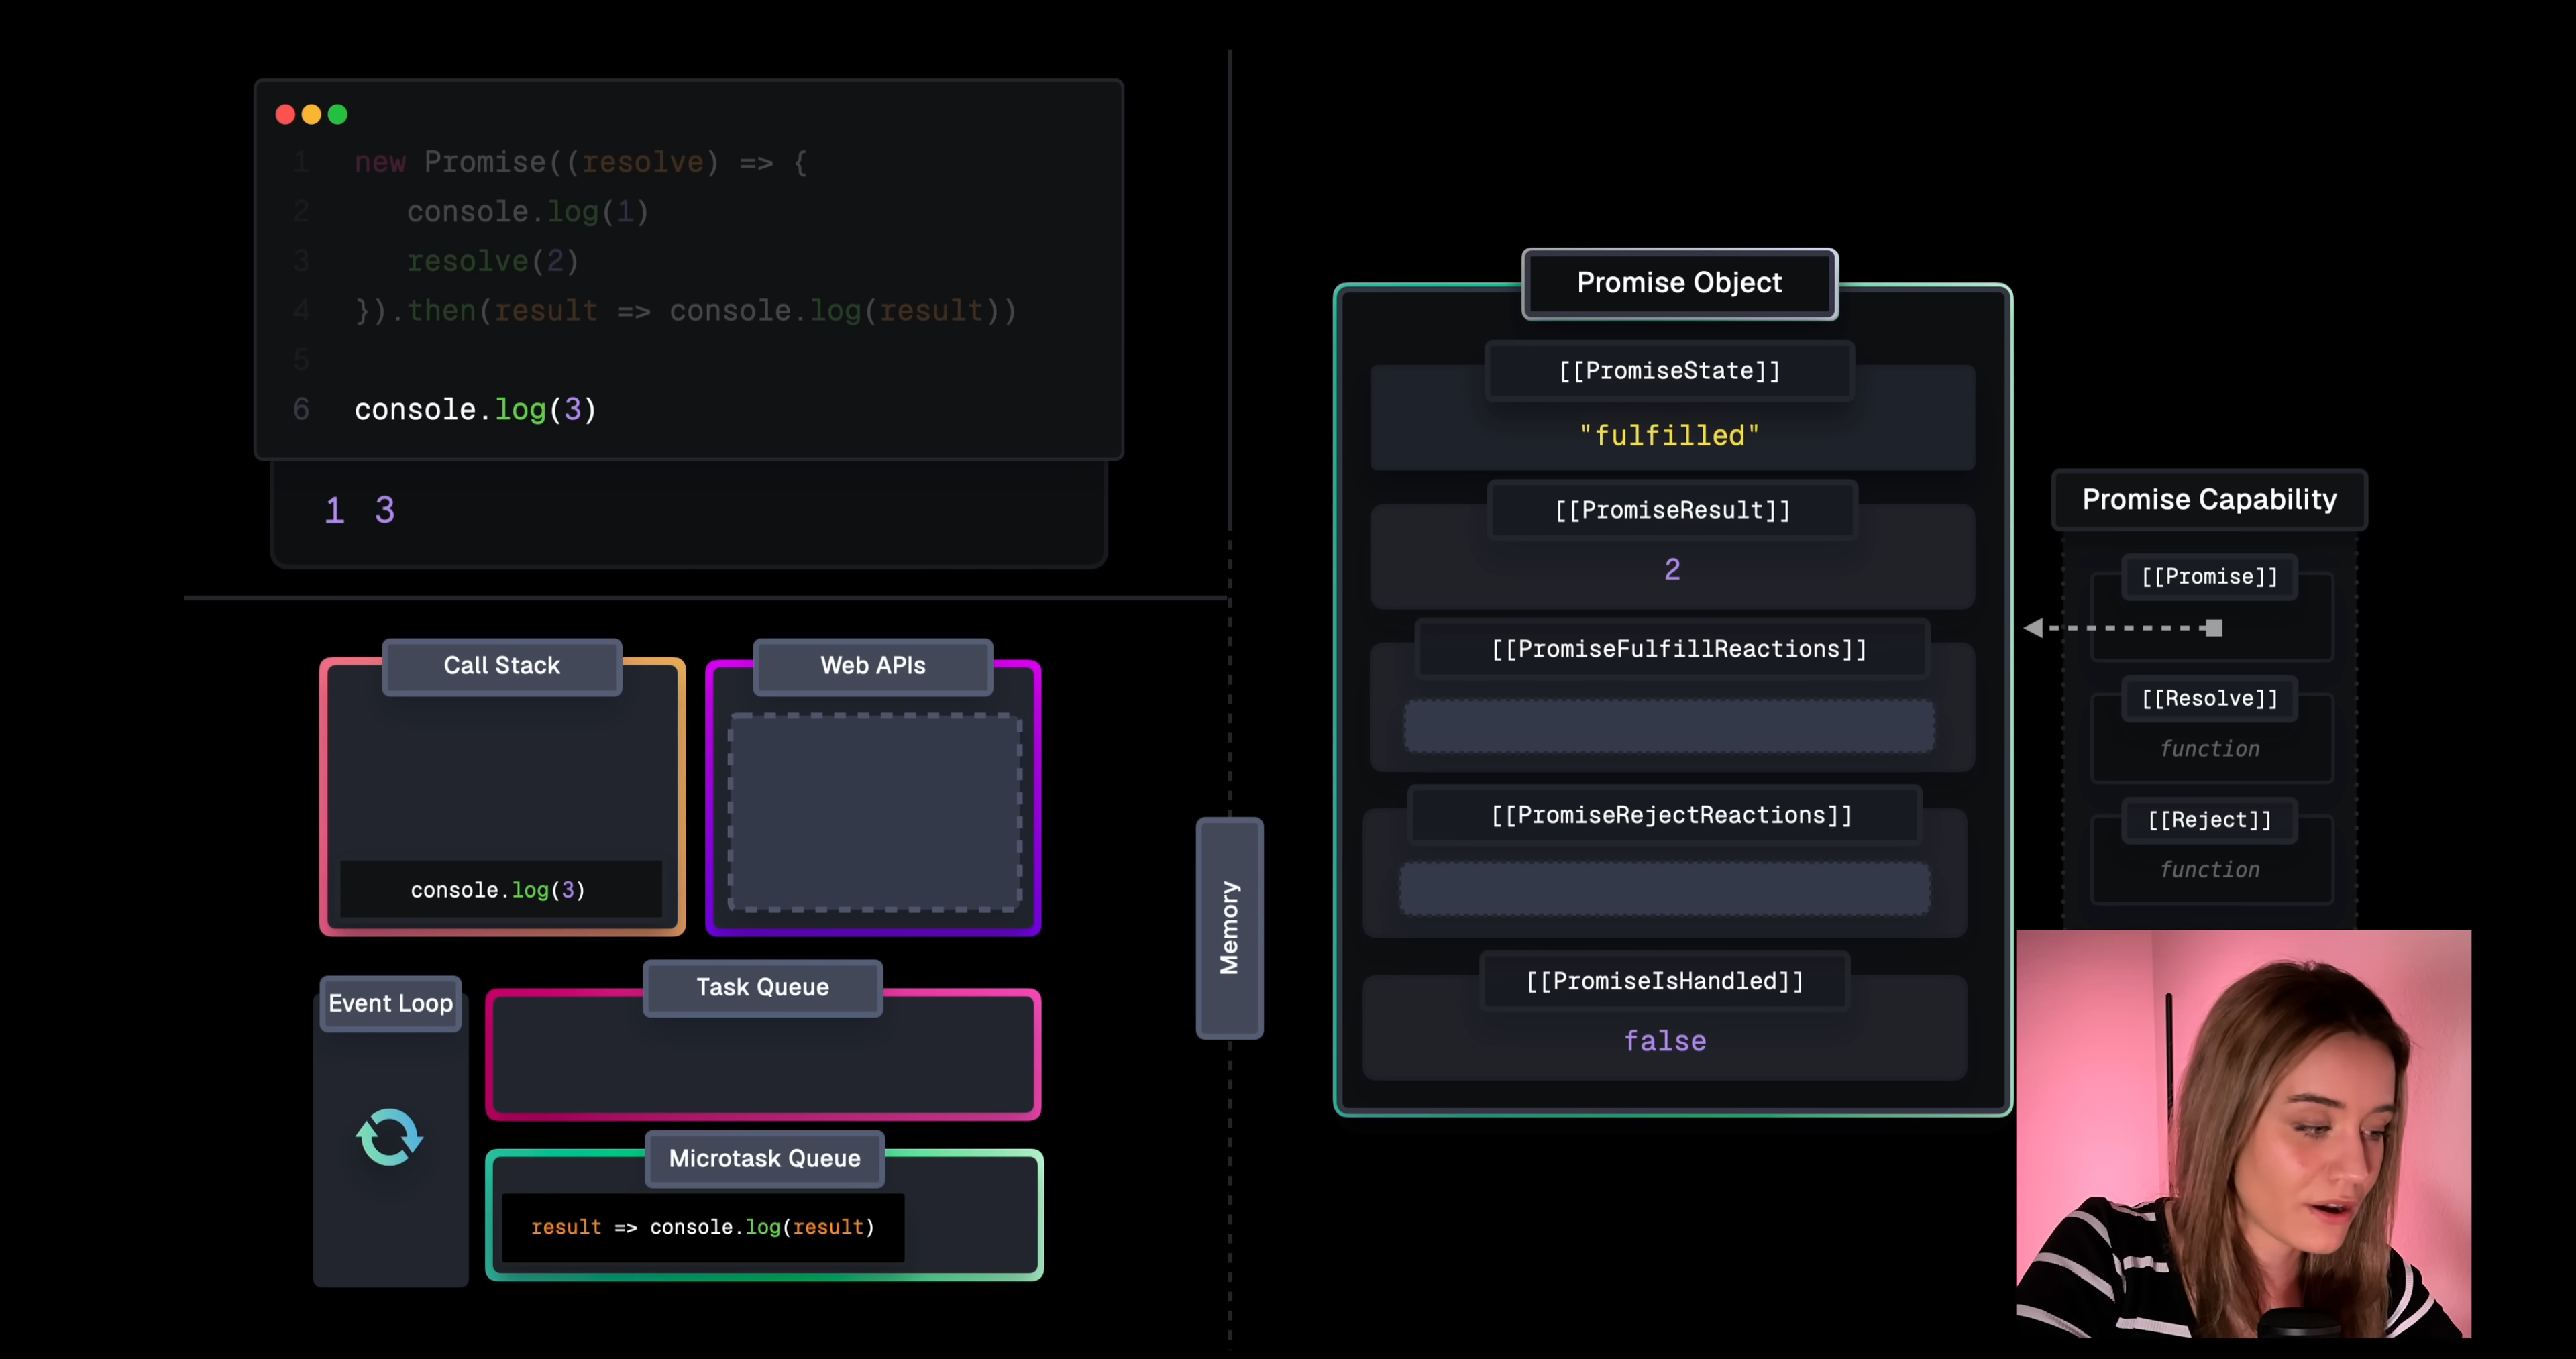 1 new Promise((resolve) => {
2 console.log(1)
3 resolve(2)
4 }).then(result => console.log(result))
5
6 console.log(3)
1 3
Call Stack
console.log(3)
Web APIs
Event Loop
Task Queue
Microtask Queue
result => console.log(result)
Memory
Promise Object
[[PromiseState]]
"fulfilled"
[[PromiseResult]]
2
[[PromiseFulfillReactions]]
[[PromiseRejectReactions]]
[[PromiseIsHandled]]
false
Promise Capability
[[Promise]]
[[Resolve]]
function
[[Reject]]
function